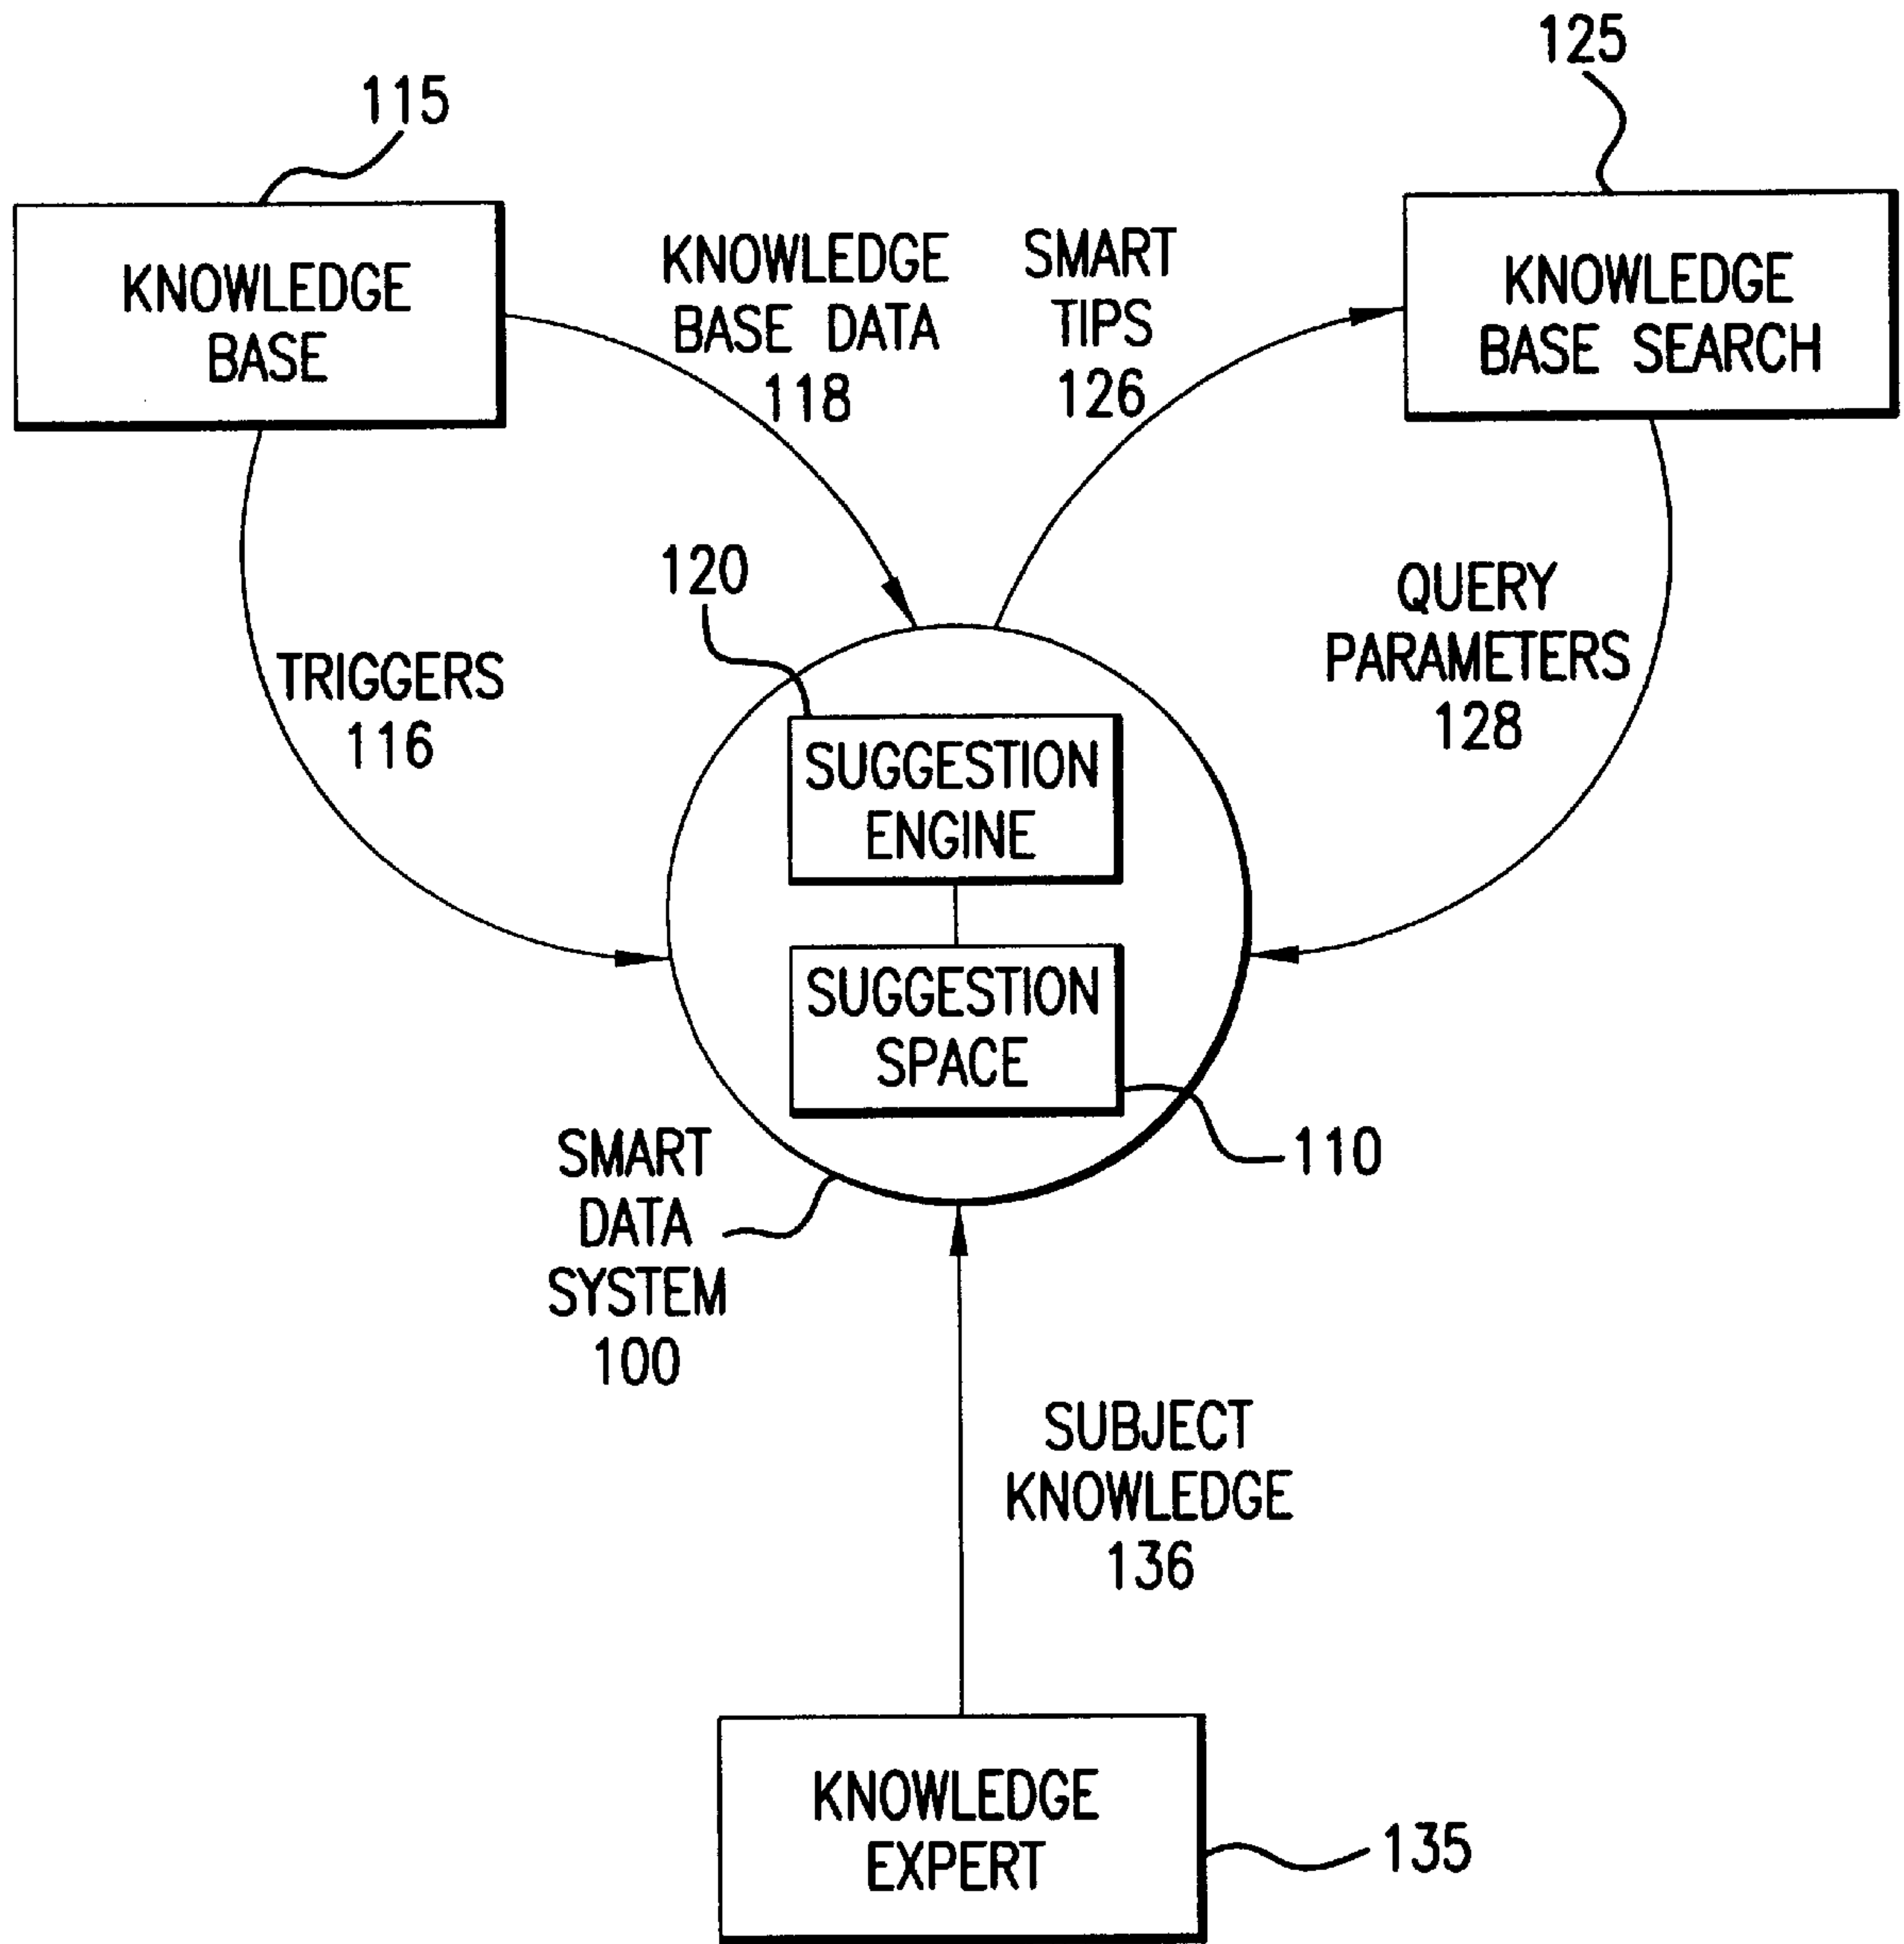 125
115
KNOWLEDGE
BASE
KNOWLEDGE
BASE DATA
118
SMART
TIPS
126
KNOWLEDGE
BASE SEARCH
120
TRIGGERS
116
QUERY
PARAMETERS
128
SUGGESTION
ENGINE
SUGGESTION
SPACE
110
SMART
DATA
SYSTEM
100
SUBJECT
KNOWLEDGE
136
KNOWLEDGE
EXPERT
135